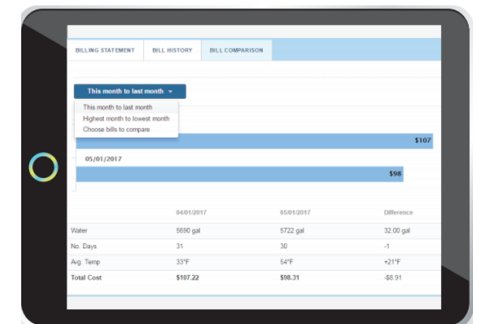 BILLING STATEMENT BILL HISTORY BILL COMPARISON
This month to last month
This month to last month
Highest month to lowest month
Choose bills to compare
$107
05/01/2017
$98
04/01/2017 05/01/2017 Difference
Water 5690 gal 5722 gal 32.00 gal
No. Days 31 30 -1
Avg. Temp 33°F 54°F +21°F
Total Cost $107.22 $98.31 -$8.91